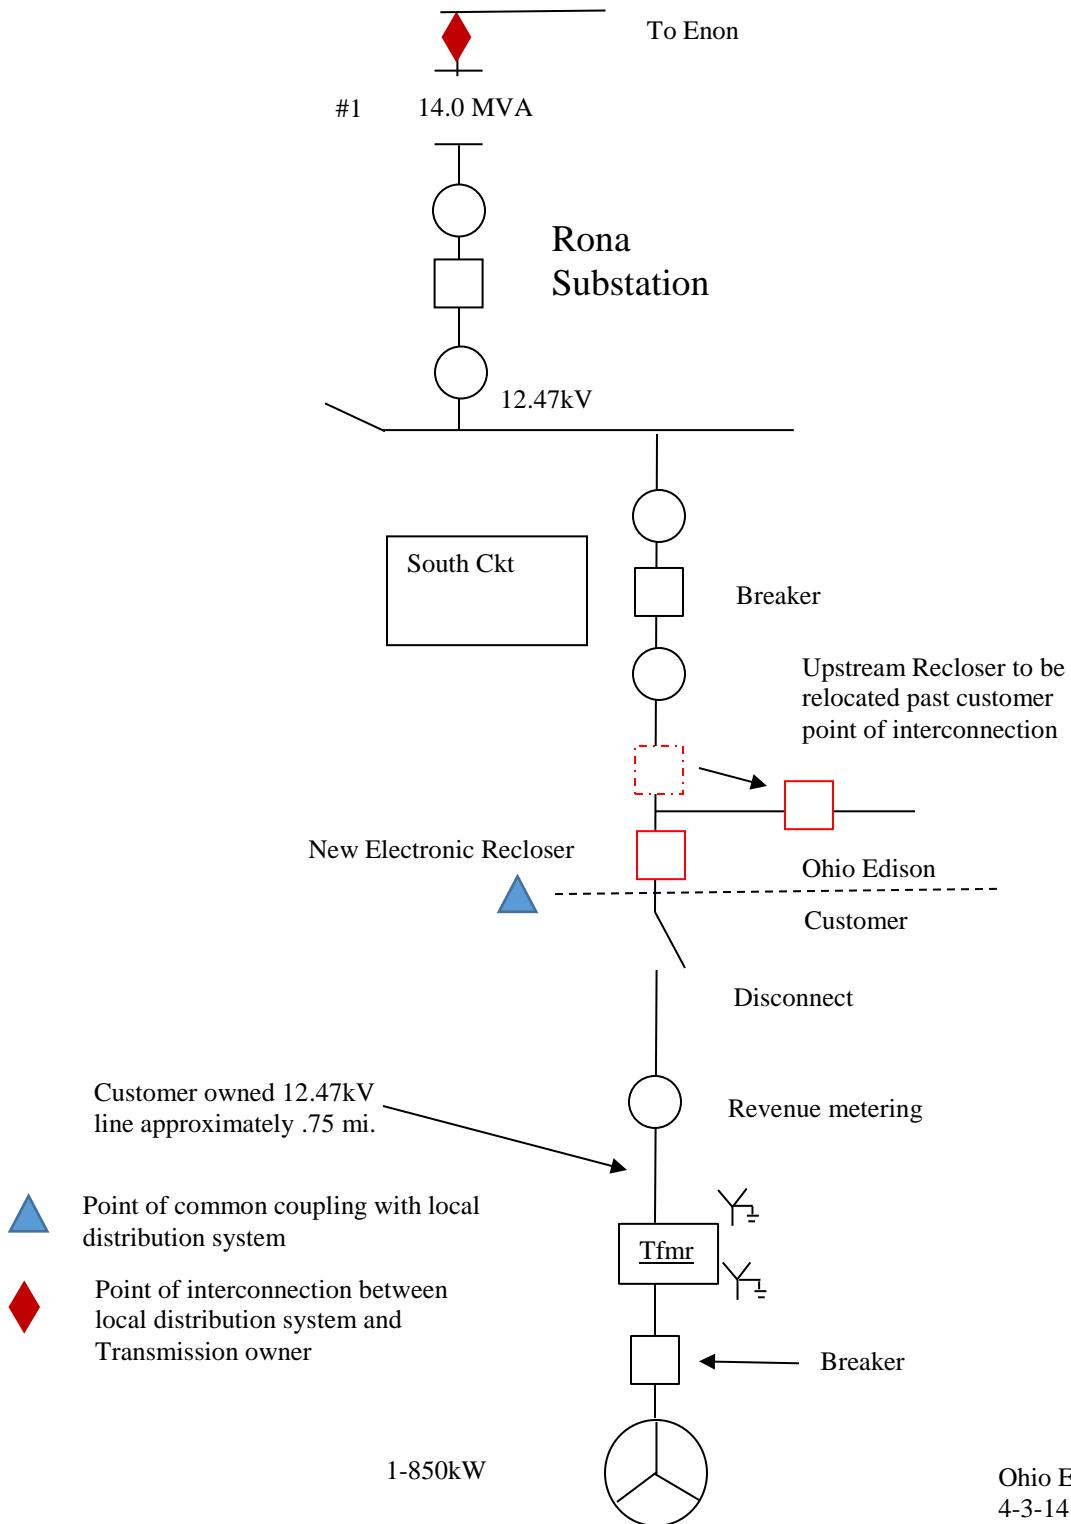 To Enon
#1 14.0 MVA
Rona
Substation
12.47kV
South Ckt
Breaker
Upstream Recloser to be
relocated past customer
point of interconnection
New Electronic Recloser
Ohio Edison
Customer
Disconnect
Customer owned 12.47kV
line approximately .75 mi.
Revenue metering
Point of common coupling with local
distribution system
Tfmr
Point of interconnection between
local distribution system and
Transmission owner
Breaker
1-850kW
Ohio E
4-3-14